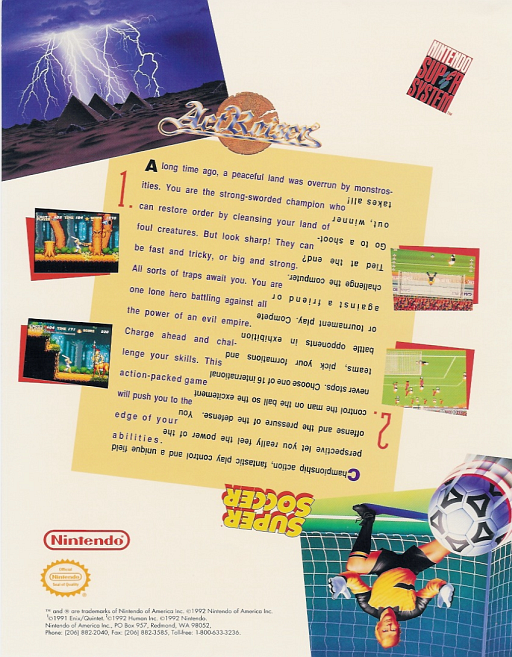 NINTENDO
SUPER
SYSTEM
ActRaiser
1.
A long time ago, a peaceful land was overrun by monstros-
ities. You are the strong-sworded champion who
can restore order by cleansing your land of
foul creatures. But look sharp! They can
be fast and tricky, or big and strong.
All sorts of traps await you. You are
one lone hero battling against all
the power of an evil empire.
Charge ahead and chal-
lenge your skills. This
action-packed game
will push you to the
edge of your
abilities.
SUPER
SOCCER
2.
Championship action, fantastic play control and a unique field
perspective let you really feel the power of the
offense and the pressure of the defense. You
control the man on the ball so the excitement
never stops. Choose one of 16 international
teams, pick your formations and
battle opponents in exhibition
or tournament play. Compete
against a friend or
challenge the computer.
Tied at the end?
Go to a shoot-
out, winner
takes all!
Nintendo®
Official
Nintendo
Seal of Quality
™ and ® are trademarks of Nintendo of America Inc. ©1992 Nintendo of America Inc.
¹©1991 Enix/Quintet. ²©1992 Human Inc. ©1992 Nintendo.
Nintendo of America Inc., PO Box 957, Redmond, WA 98052,
Phone: (206) 882-2040, Fax: (206) 882-3585, Toll-free: 1-800-633-3236.